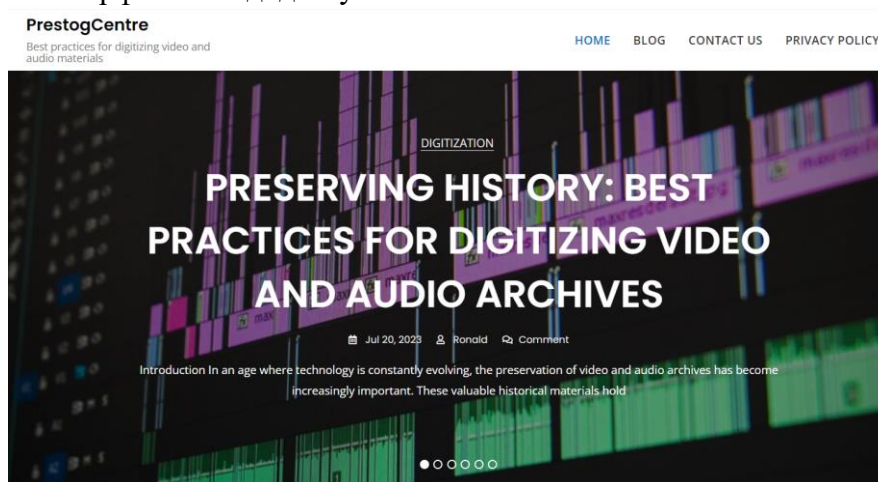 PrestogCentre
Best practices for digitizing video and
audio materials
HOME BLOG CONTACT US PRIVACY POLICY
DIGITIZATION
PRESERVING HISTORY: BEST
PRACTICES FOR DIGITIZING VIDEO
AND AUDIO ARCHIVES
Jul 20, 2023 Ronald Comment
Introduction In an age where technology is constantly evolving, the preservation of video and audio archives has become
increasingly important. These valuable historical materials hold